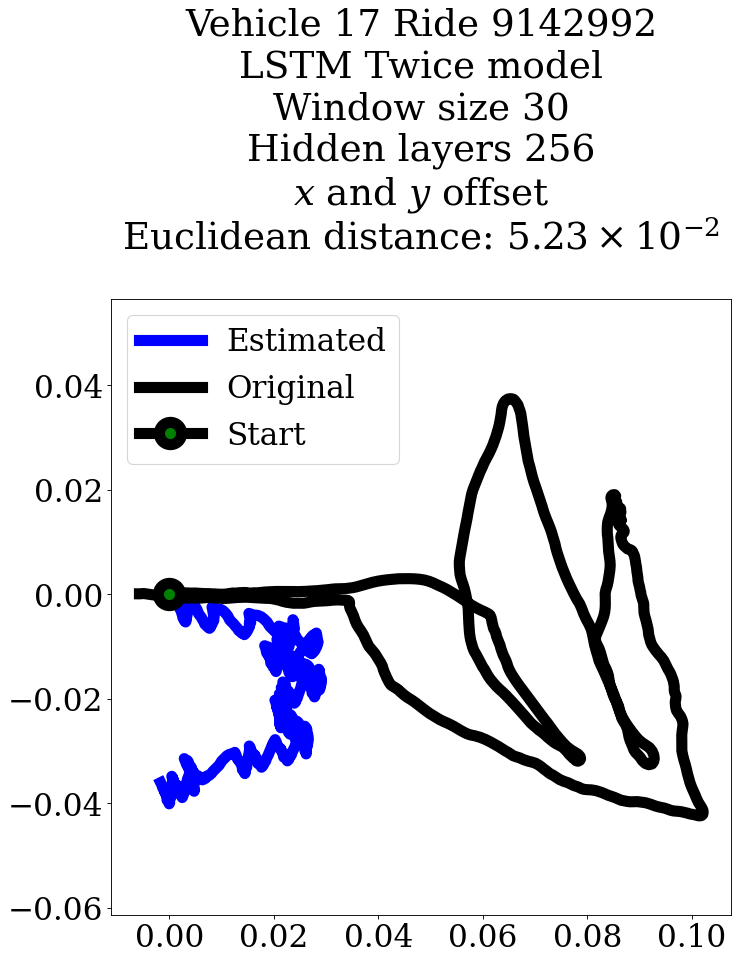 Vehicle 17 Ride 9142992
LSTM Twice model
Window size 30
Hidden layers 256
x and y offset
Euclidean distance: 5.23 × 10⁻²
Estimated
Original
Start
0.04
0.02
0.00
−0.02
−0.04
−0.06
0.00 0.02 0.04 0.06 0.08 0.10